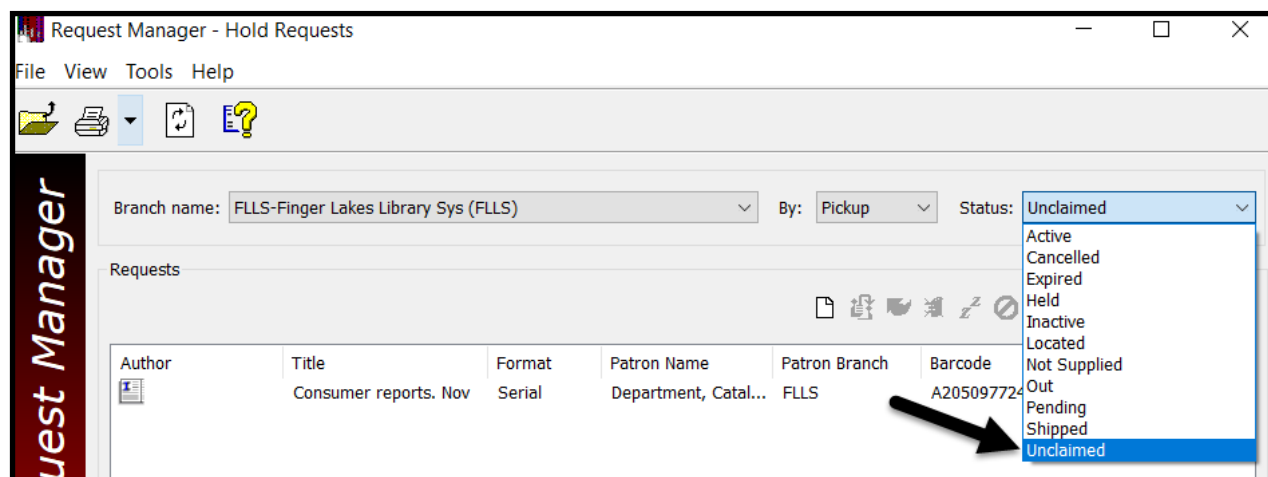 Request Manager - Hold Requests
File View Tools Help
Branch name: FLLS-Finger Lakes Library Sys (FLLS) By: Pickup Status: Unclaimed
Active
Cancelled
Expired
Held
Inactive
Located
Not Supplied
Out
Pending
Shipped
Unclaimed
Requests
Author Title Format Patron Name Patron Branch Barcode
Consumer reports. Nov Serial Department, Catal... FLLS A205097724
uest Manager